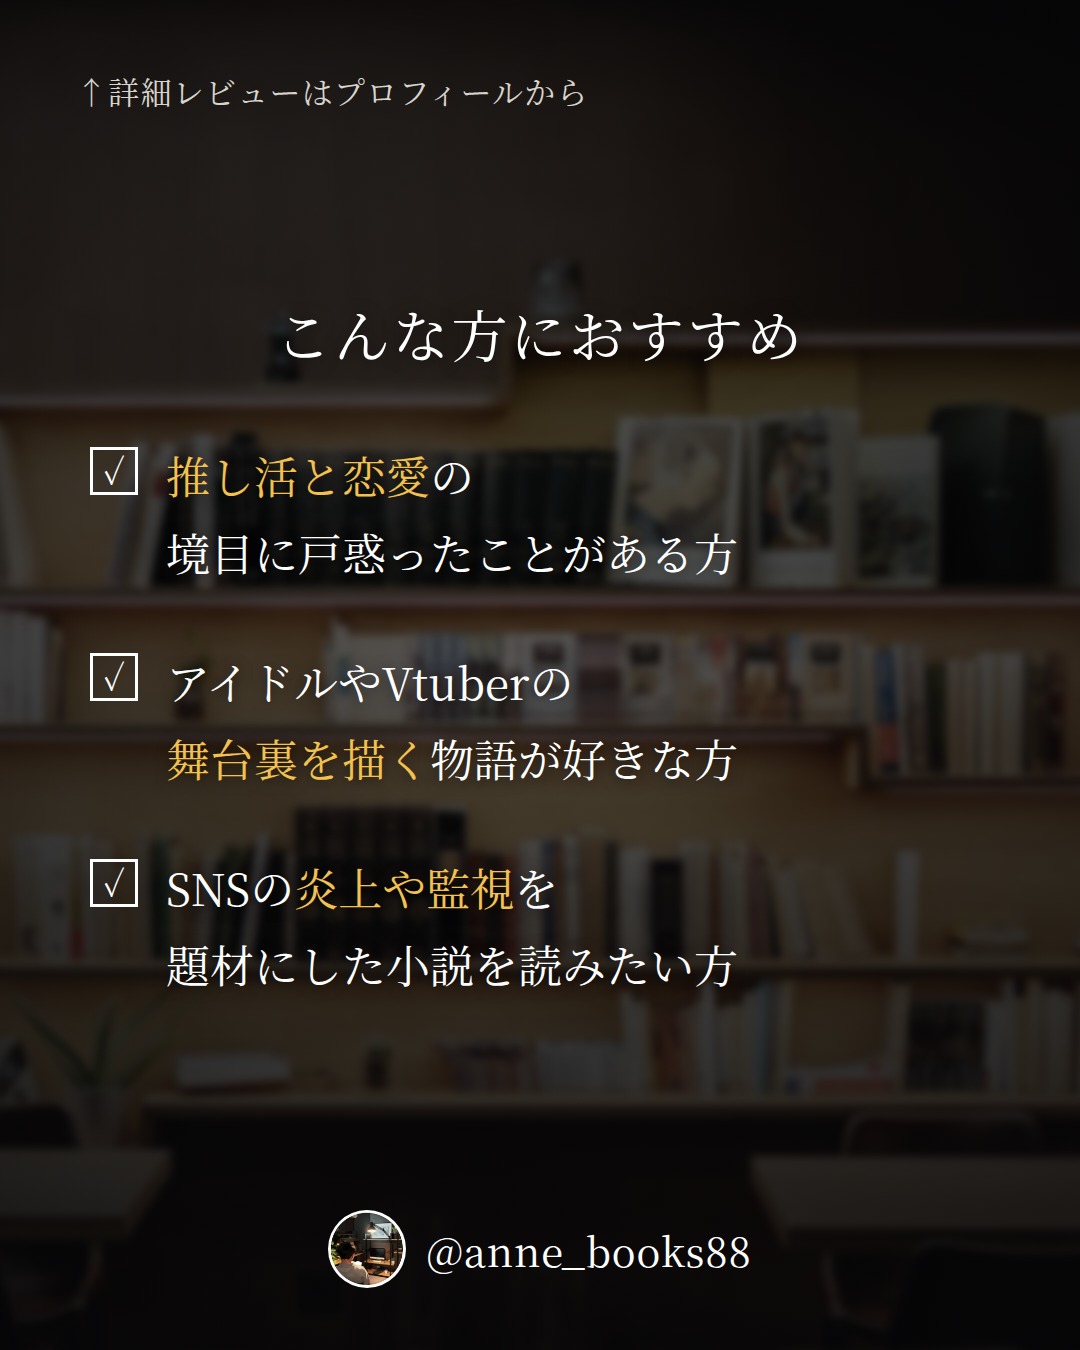 ↑詳細レビューはプロフィールから
こんな方におすすめ
推し活と恋愛の
境目に戸惑ったことがある方
アイドルやVtuberの
舞台裏を描く物語が好きな方
SNSの炎上や監視を
題材にした小説を読みたい方
@anne_books88